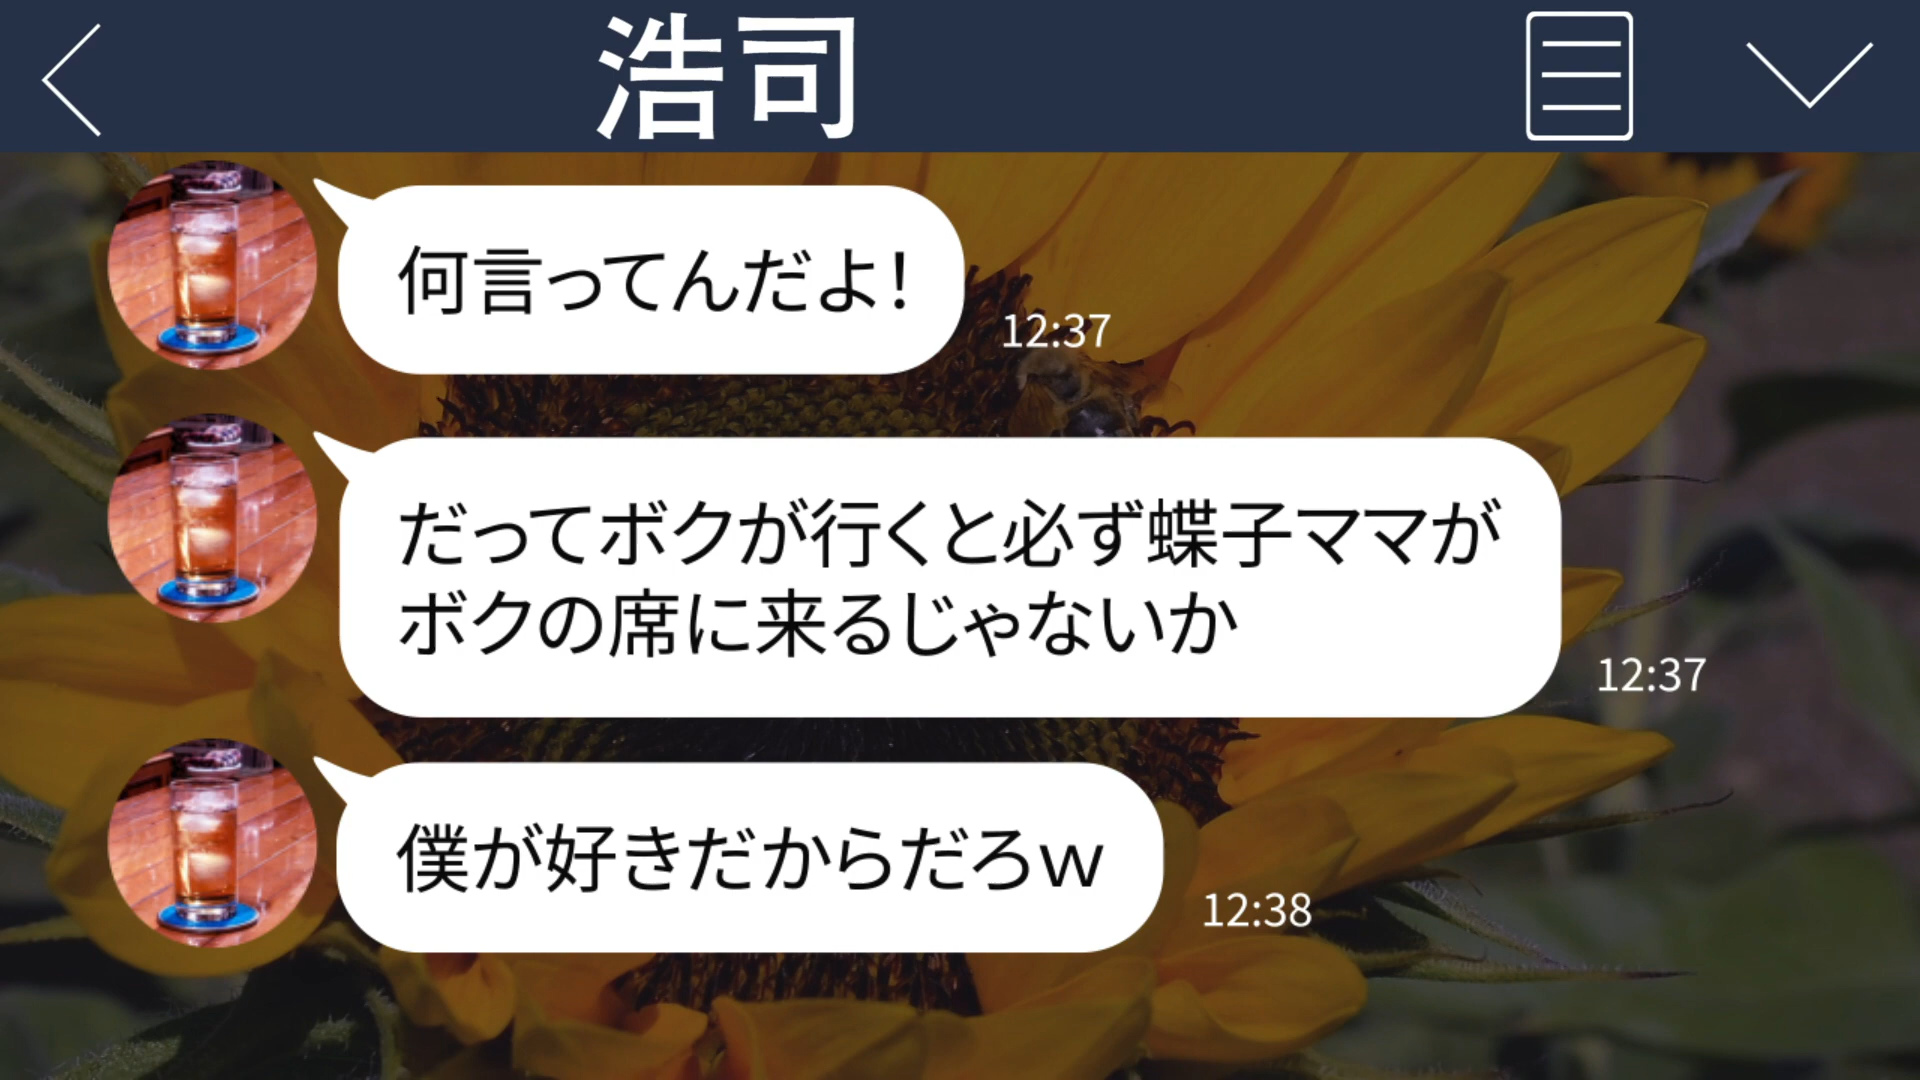 浩司
何言ってんだよ！
12:37
だってボクが行くと必ず蝶子ママが
ボクの席に来るじゃないか
12:37
僕が好きだからだろｗ
12:38